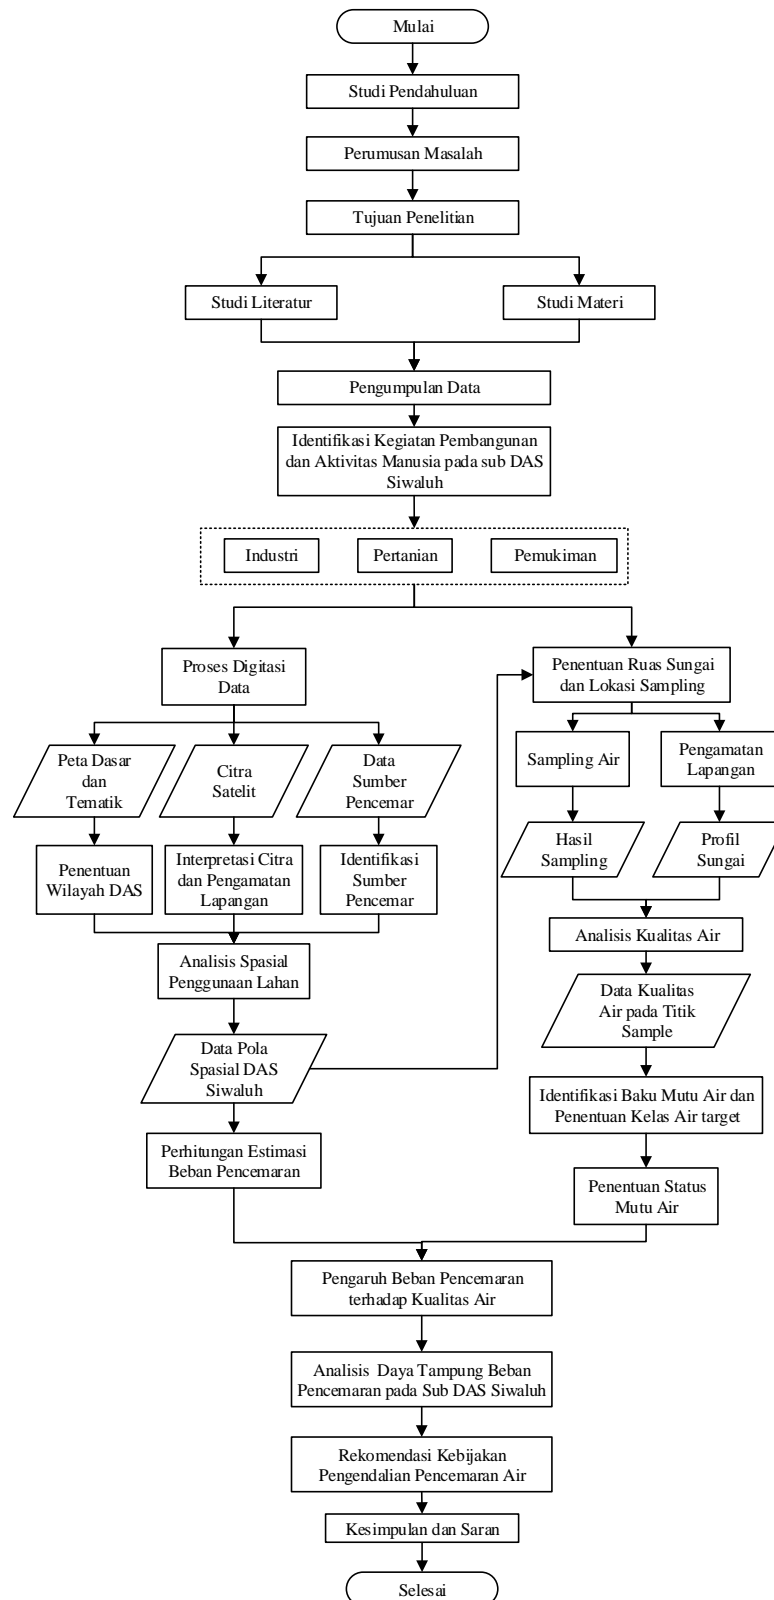 Mulai
Studi Pendahuluan
Perumusan Masalah
Tujuan Penelitian
Studi Literatur
Studi Materi
Pengumpulan Data
Identifikasi Kegiatan Pembangunan
dan Aktivitas Manusia pada sub DAS
Siwaluh
Industri
Pertanian
Pemukiman
Proses Digitasi
Data
Penentuan Ruas Sungai
dan Lokasi Sampling
Peta Dasar
dan
Tematik
Citra
Satelit
Data
Sumber
Pencemar
Sampling Air
Pengamatan
Lapangan
Penentuan
Wilayah DAS
Interpretasi Citra
dan Pengamatan
Lapangan
Identifikasi
Sumber
Pencemar
Hasil
Sampling
Profil
Sungai
Analisis Kualitas Air
Analisis Spasial
Penggunaan Lahan
Data Kualitas
Air pada Titik
Sample
Data Pola
Spasial DAS
Siwaluh
Identifikasi Baku Mutu Air dan
Penentuan Kelas Air target
Perhitungan Estimasi
Beban Pencemaran
Penentuan Status
Mutu Air
Pengaruh Beban Pencemaran
terhadap Kualitas Air
Analisis Daya Tampung Beban
Pencemaran pada Sub DAS Siwaluh
Rekomendasi Kebijakan
Pengendalian Pencemaran Air
Kesimpulan dan Saran
Selesai